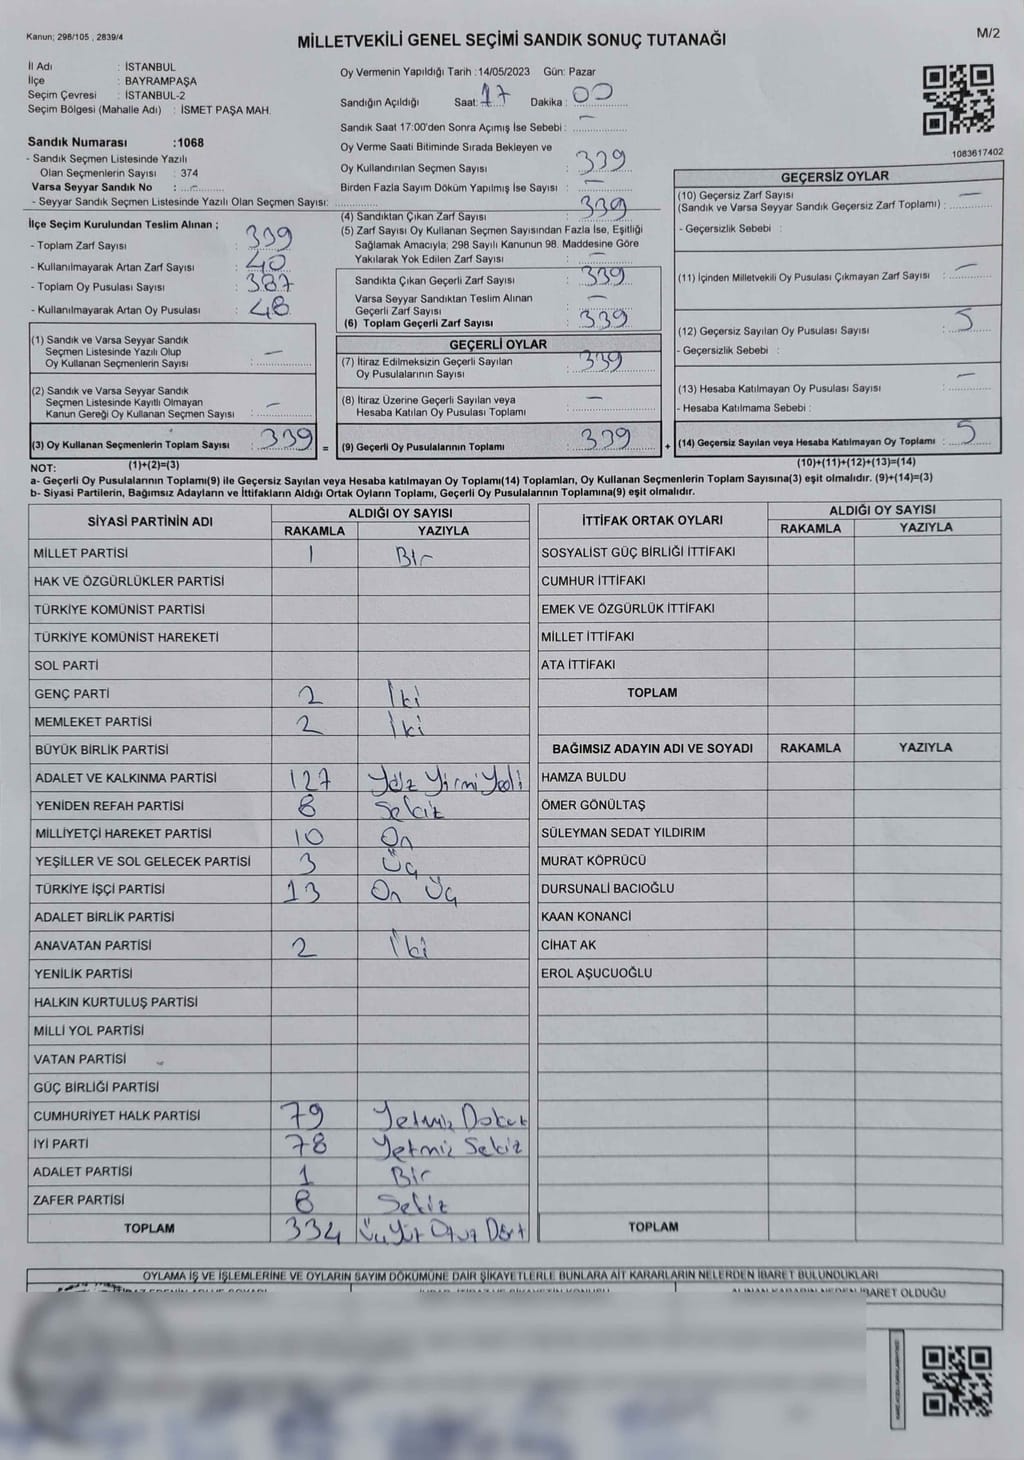 Kanun; 298/105 , 2839/4
MİLLETVEKİLİ GENEL SEÇİMİ SANDIK SONUÇ TUTANAĞI
M/2
İl Adı : İSTANBUL
İlçe : BAYRAMPAŞA
Seçim Çevresi : İSTANBUL-2
Seçim Bölgesi (Mahalle Adı) : İSMET PAŞA MAH.
Sandık Numarası :1068
- Sandık Seçmen Listesinde Yazılı
Olan Seçmenlerin Sayısı : 374
Varsa Seyyar Sandık No : -
- Seyyar Sandık Seçmen Listesinde Yazılı Olan Seçmen Sayısı:
İlçe Seçim Kurulundan Teslim Alınan ;
- Toplam Zarf Sayısı : 339
- Kullanılmayarak Artan Zarf Sayısı : 40
- Toplam Oy Pusulası Sayısı : 387
- Kullanılmayarak Artan Oy Pusulası : 48
(1) Sandık ve Varsa Seyyar Sandık
Seçmen Listesinde Yazılı Olup
Oy Kullanan Seçmenlerin Sayısı : -
(2) Sandık ve Varsa Seyyar Sandık
Seçmen Listesinde Kayıtlı Olmayan
Kanun Gereği Oy Kullanan Seçmen Sayısı : -
(3) Oy Kullanan Seçmenlerin Toplam Sayısı : 339 =
(1)+(2)=(3)
Oy Vermenin Yapıldığı Tarih :14/05/2023 Gün: Pazar
Sandığın Açıldığı Saat: 17 Dakika : 00
Sandık Saat 17:00'den Sonra Açımış İse Sebebi : -
Oy Verme Saati Bitiminde Sırada Bekleyen ve
Oy Kullandırılan Seçmen Sayısı : 339
Birden Fazla Sayım Döküm Yapılmış İse Sayısı : -
(4) Sandıktan Çıkan Zarf Sayısı : 339
(5) Zarf Sayısı Oy Kullanan Seçmen Sayısından Fazla İse, Eşitliği
Sağlamak Amacıyla; 298 Sayılı Kanunun 98. Maddesine Göre
Yakılarak Yok Edilen Zarf Sayısı : -
Sandıkta Çıkan Geçerli Zarf Sayısı : 339
Varsa Seyyar Sandıktan Teslim Alınan
Geçerli Zarf Sayısı : -
(6) Toplam Geçerli Zarf Sayısı : 339
GEÇERLİ OYLAR
(7) İtiraz Edilmeksizin Geçerli Sayılan
Oy Pusulalarının Sayısı : 339
(8) İtiraz Üzerine Geçerli Sayılan veya
Hesaba Katılan Oy Pusulası Toplamı : -
(9) Geçerli Oy Pusulalarının Toplamı : 339 +
1083617402
GEÇERSİZ OYLAR
(10) Geçersiz Zarf Sayısı
(Sandık ve Varsa Seyyar Sandık Geçersiz Zarf Toplamı) : -
- Geçersizlik Sebebi :
(11) İçinden Milletvekili Oy Pusulası Çıkmayan Zarf Sayısı : -
(12) Geçersiz Sayılan Oy Pusulası Sayısı : 5
- Geçersizlik Sebebi :
(13) Hesaba Katılmayan Oy Pusulası Sayısı : -
- Hesaba Katılmama Sebebi :
(14) Geçersiz Sayılan veya Hesaba Katılmayan Oy Toplamı : 5
(10)+(11)+(12)+(13)=(14)
NOT:
a- Geçerli Oy Pusulalarının Toplamı(9) ile Geçersiz Sayılan veya Hesaba katılmayan Oy Toplamı(14) Toplamları, Oy Kullanan Seçmenlerin Toplam Sayısına(3) eşit olmalıdır. (9)+(14)=(3)
b- Siyasi Partilerin, Bağımsız Adayların ve İttifakların Aldığı Ortak Oyların Toplamı, Geçerli Oy Pusulalarının Toplamına(9) eşit olmalıdır.
SİYASİ PARTİNİN ADI ALDIĞI OY SAYISI
RAKAMLA YAZIYLA
MİLLET PARTİSİ 1 Bir
HAK VE ÖZGÜRLÜKLER PARTİSİ
TÜRKİYE KOMÜNİST PARTİSİ
TÜRKİYE KOMÜNİST HAREKETİ
SOL PARTİ
GENÇ PARTİ 2 İki
MEMLEKET PARTİSİ 2 İki
BÜYÜK BİRLİK PARTİSİ
ADALET VE KALKINMA PARTİSİ 127 Yüz Yirmi Yedi
YENİDEN REFAH PARTİSİ 8 Sekiz
MİLLİYETÇİ HAREKET PARTİSİ 10 On
YEŞİLLER VE SOL GELECEK PARTİSİ 3 Üç
TÜRKİYE İŞÇİ PARTİSİ 13 On Üç
ADALET BİRLİK PARTİSİ
ANAVATAN PARTİSİ 2 İki
YENİLİK PARTİSİ
HALKIN KURTULUŞ PARTİSİ
MİLLİ YOL PARTİSİ
VATAN PARTİSİ
GÜÇ BİRLİĞİ PARTİSİ
CUMHURİYET HALK PARTİSİ 79 Yetmiş Dokuz
İYİ PARTİ 78 Yetmiş Sekiz
ADALET PARTİSİ 1 Bir
ZAFER PARTİSİ 8 Sekiz
TOPLAM 334 Üçyüz Otuz Dört
İTTİFAK ORTAK OYLARI ALDIĞI OY SAYISI
RAKAMLA YAZIYLA
SOSYALİST GÜÇ BİRLİĞİ İTTİFAKI
CUMHUR İTTİFAKI
EMEK VE ÖZGÜRLÜK İTTİFAKI
MİLLET İTTİFAKI
ATA İTTİFAKI
TOPLAM
BAĞIMSIZ ADAYIN ADI VE SOYADI RAKAMLA YAZIYLA
HAMZA BULDU
ÖMER GÖNÜLTAŞ
SÜLEYMAN SEDAT YILDIRIM
MURAT KÖPRÜCÜ
DURSUNALİ BACIOĞLU
KAAN KONANCİ
CİHAT AK
EROL AŞUCUOĞLU
TOPLAM
OYLAMA İŞ VE İŞLEMLERİNE VE OYLARIN SAYIM DÖKÜMÜNE DAİR ŞİKAYETLERLE BUNLARA AİT KARARLARIN NELERDEN İBARET BULUNDUKLARI
İBARET OLDUĞU